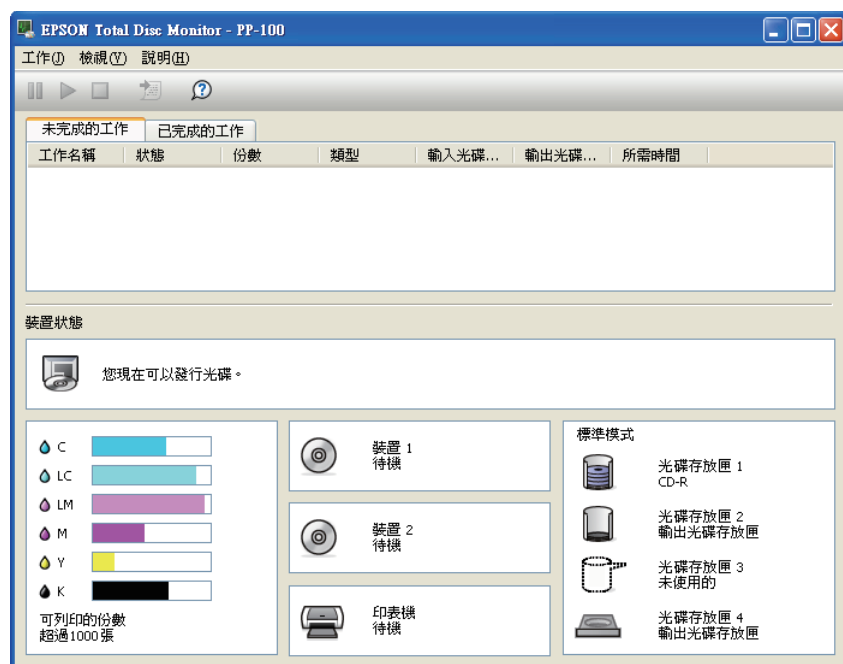 EPSON Total Disc Monitor - PP-100
工作(J) 檢視(Y) 說明(H)
未完成的工作 已完成的工作
工作名稱 狀態 份數 類型 輸入光碟... 輸出光碟... 所需時間
裝置狀態
您現在可以發行光碟。
C
LC
LM
M
Y
K
可列印的份數
超過1000張
裝置 1
待機
裝置 2
待機
印表機
待機
標準模式
光碟存放匣 1
CD-R
光碟存放匣 2
輸出光碟存放匣
光碟存放匣 3
未使用的
光碟存放匣 4
輸出光碟存放匣